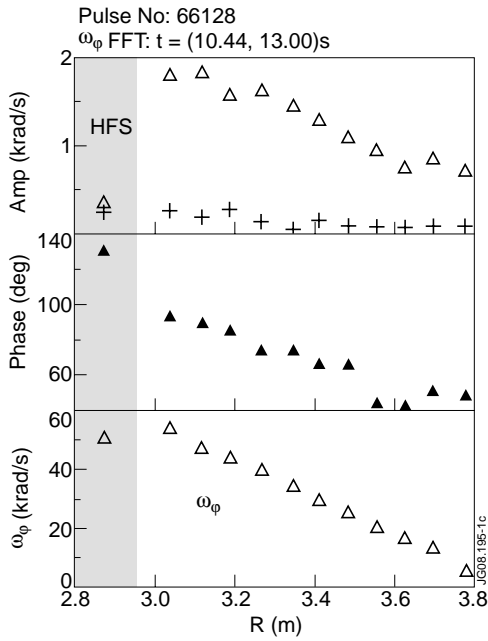 Pulse No: 66128
ωφ FFT: t = (10.44, 13.00)s
2
HFS
1
Amp (krad/s)
140
100
60
Phase (deg)
60
40
20
0
ωφ (krad/s)
ωφ
2.8 3.0 3.2 3.4 3.6 3.8
R (m)
JG08.195-1c